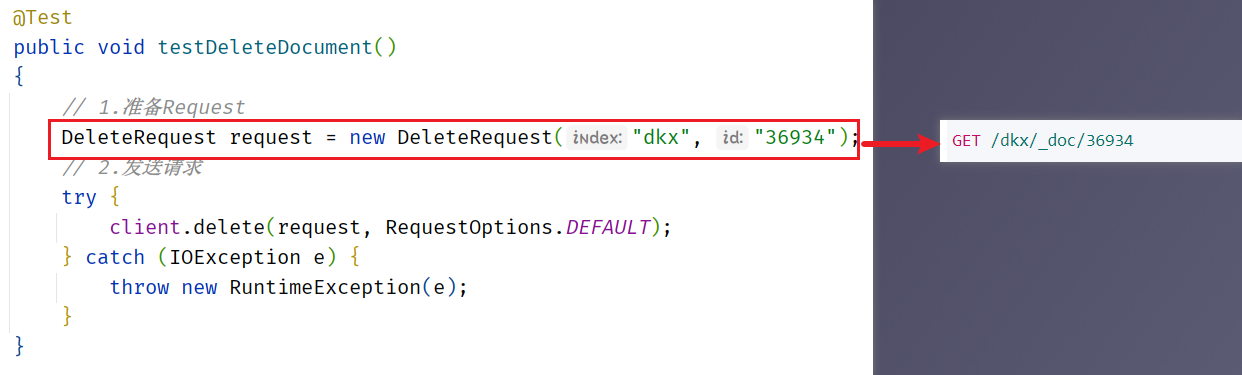 @Test
public void testDeleteDocument()
{
// 1.准备Request
DeleteRequest request = new DeleteRequest( index: "dkx", id: "36934");
GET /dkx/_doc/36934
// 2.发送请求
try {
client.delete(request, RequestOptions.DEFAULT);
} catch (IOException e) {
throw new RuntimeException(e);
}
}